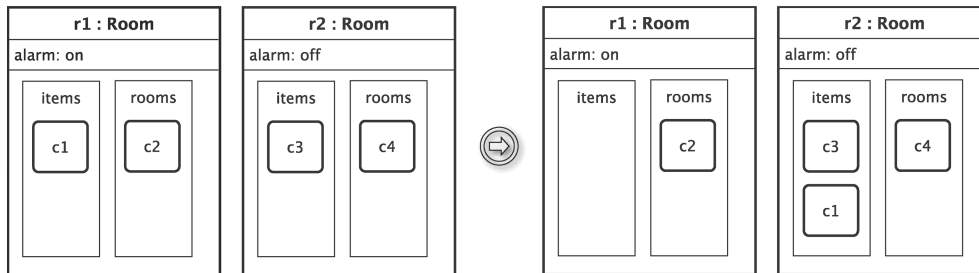 r1 : Room
alarm: on
items rooms
c1 c2
r2 : Room
alarm: off
items rooms
c3 c4
r1 : Room
alarm: on
items rooms
c2
r2 : Room
alarm: off
items rooms
c3 c4
c1